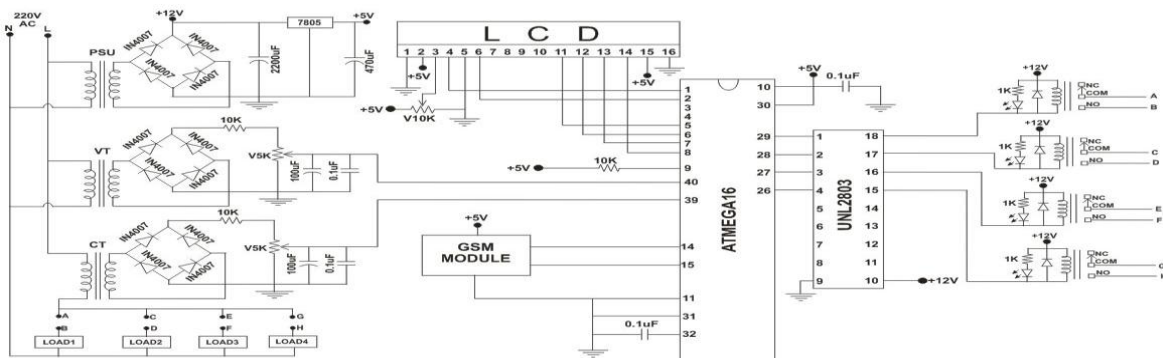 220V
N AC L
PSU
IN4007
IN4007
IN4007
IN4007
+12V
7805
+5V
2200uF
470uF
VT
IN4007
IN4007
IN4007
IN4007
10K
V5K
100uF
0.1uF
CT
IN4007
IN4007
IN4007
IN4007
10K
V5K
100uF
0.1uF
A C E G
B D F H
LOAD1 LOAD2 LOAD3 LOAD4
L C D
1 2 3 4 5 6 7 8 9 10 11 12 13 14 15 16
+5V
+5V
+5V
V10K
+5V
10K
+5V
GSM
MODULE
0.1uF
1
2
3
4
5
6
7
8
9
40
39
14
15
11
31
32
ATMEGA16
10
30
29
28
27
26
+5V
0.1uF
UNL2803
1 18
2 17
3 16
4 15
5 14
6 13
7 12
8 11
9 10
+12V
+12V
1K
NC
COM A
NO B
+12V
1K
NC
COM C
NO D
+12V
1K
NC
COM E
NO F
+12V
1K
NC
COM G
NO